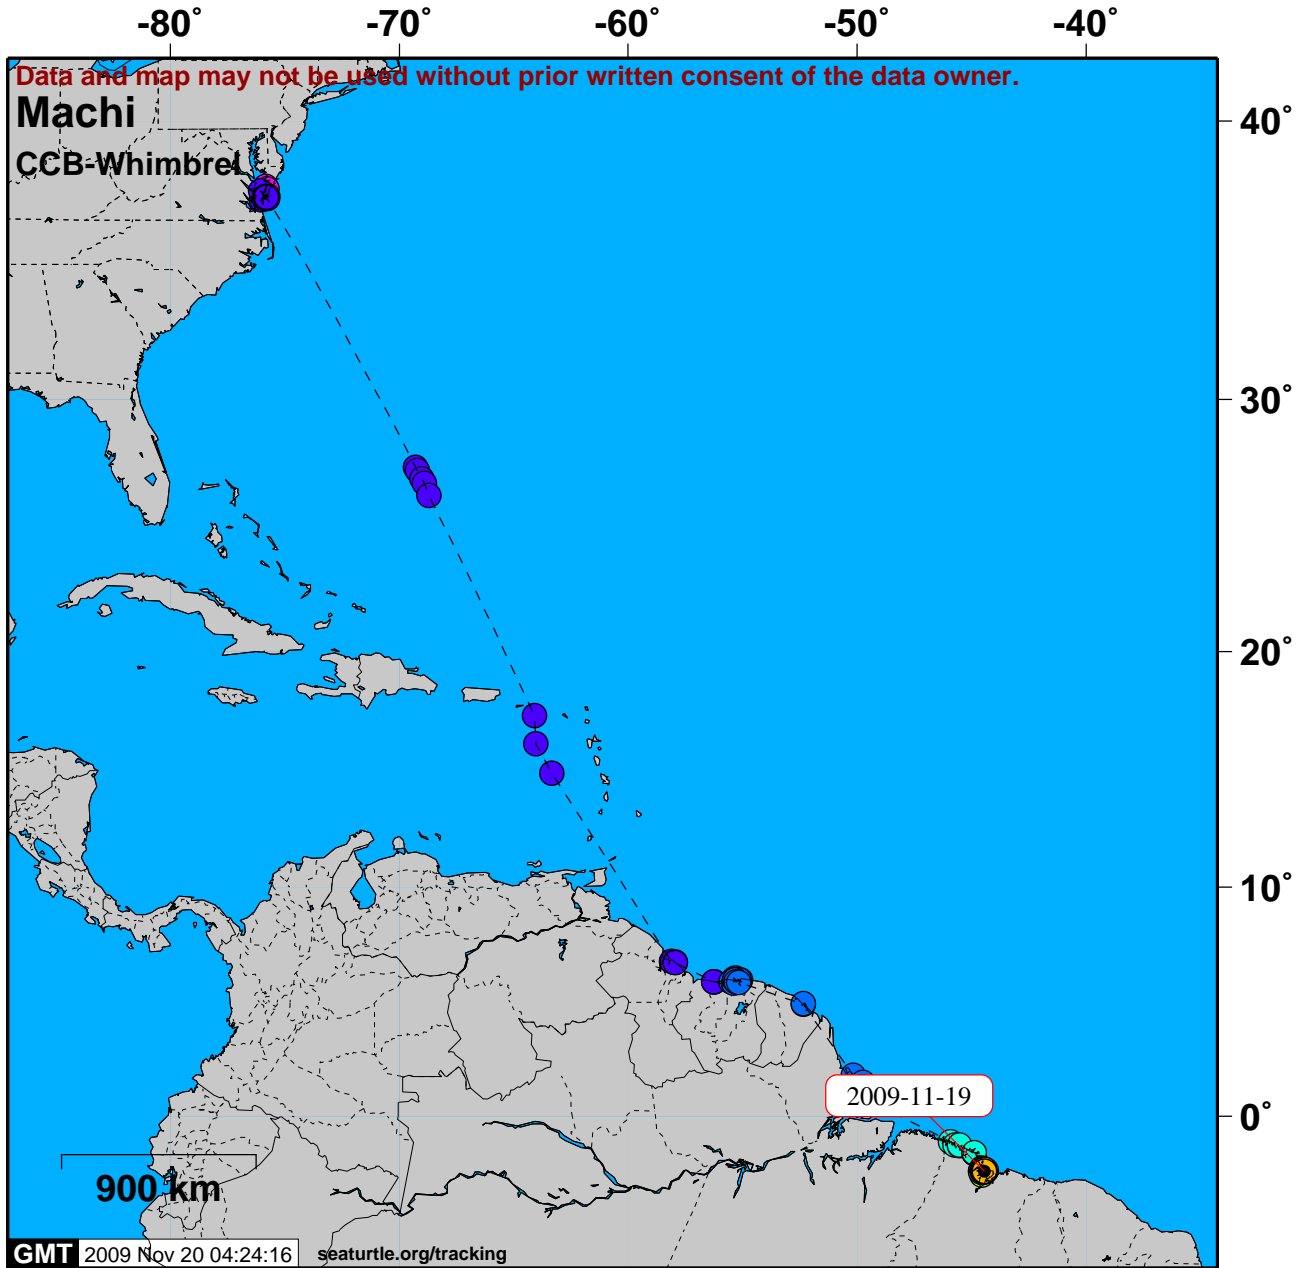 -80° -70° -60° -50° -40°
Data and map may not be used without prior written consent of the data owner.
Machi
CCB-Whimbrel
40°
30°
20°
10°
0°
2009-11-19
900 km
GMT 2009 Nov 20 04:24:16 seaturtle.org/tracking